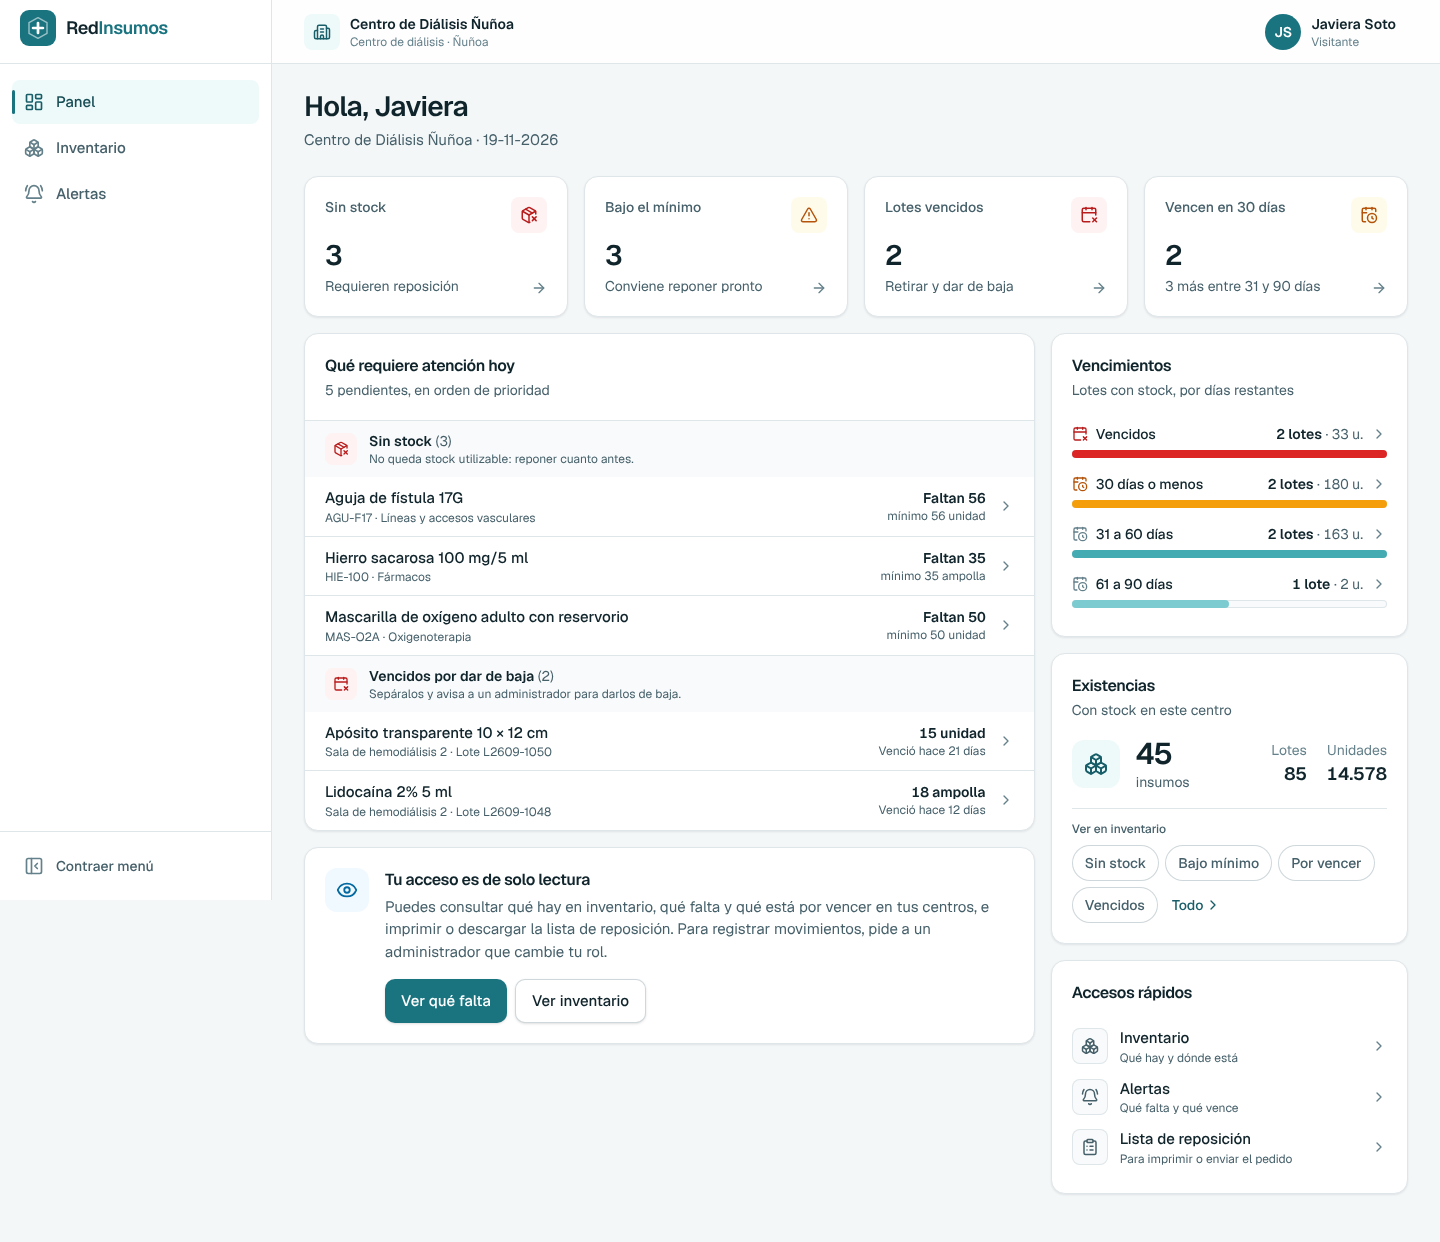 RedInsumos
Centro de Diálisis Ñuñoa
Centro de diálisis · Ñuñoa
JS
Javiera Soto
Visitante
Panel
Inventario
Alertas
Contraer menú
Hola, Javiera
Centro de Diálisis Ñuñoa · 19-11-2026
Sin stock
3
Requieren reposición
Bajo el mínimo
3
Conviene reponer pronto
Lotes vencidos
2
Retirar y dar de baja
Vencen en 30 días
2
3 más entre 31 y 90 días
Qué requiere atención hoy
5 pendientes, en orden de prioridad
Sin stock (3)
No queda stock utilizable: reponer cuanto antes.
Aguja de fístula 17G
AGU-F17 · Líneas y accesos vasculares
Faltan 56
mínimo 56 unidad
Hierro sacarosa 100 mg/5 ml
HIE-100 · Fármacos
Faltan 35
mínimo 35 ampolla
Mascarilla de oxígeno adulto con reservorio
MAS-O2A · Oxigenoterapia
Faltan 50
mínimo 50 unidad
Vencidos por dar de baja (2)
Sepáralos y avisa a un administrador para darlos de baja.
Apósito transparente 10 × 12 cm
Sala de hemodiálisis 2 · Lote L2609-1050
15 unidad
Venció hace 21 días
Lidocaína 2% 5 ml
Sala de hemodiálisis 2 · Lote L2609-1048
18 ampolla
Venció hace 12 días
Tu acceso es de solo lectura
Puedes consultar qué hay en inventario, qué falta y qué está por vencer en tus centros, e
imprimir o descargar la lista de reposición. Para registrar movimientos, pide a un
administrador que cambie tu rol.
Ver qué falta
Ver inventario
Vencimientos
Lotes con stock, por días restantes
Vencidos 2 lotes · 33 u.
30 días o menos 2 lotes · 180 u.
31 a 60 días 2 lotes · 163 u.
61 a 90 días 1 lote · 2 u.
Existencias
Con stock en este centro
45
insumos
Lotes
85
Unidades
14.578
Ver en inventario
Sin stock
Bajo mínimo
Por vencer
Vencidos
Todo
Accesos rápidos
Inventario
Qué hay y dónde está
Alertas
Qué falta y qué vence
Lista de reposición
Para imprimir o enviar el pedido